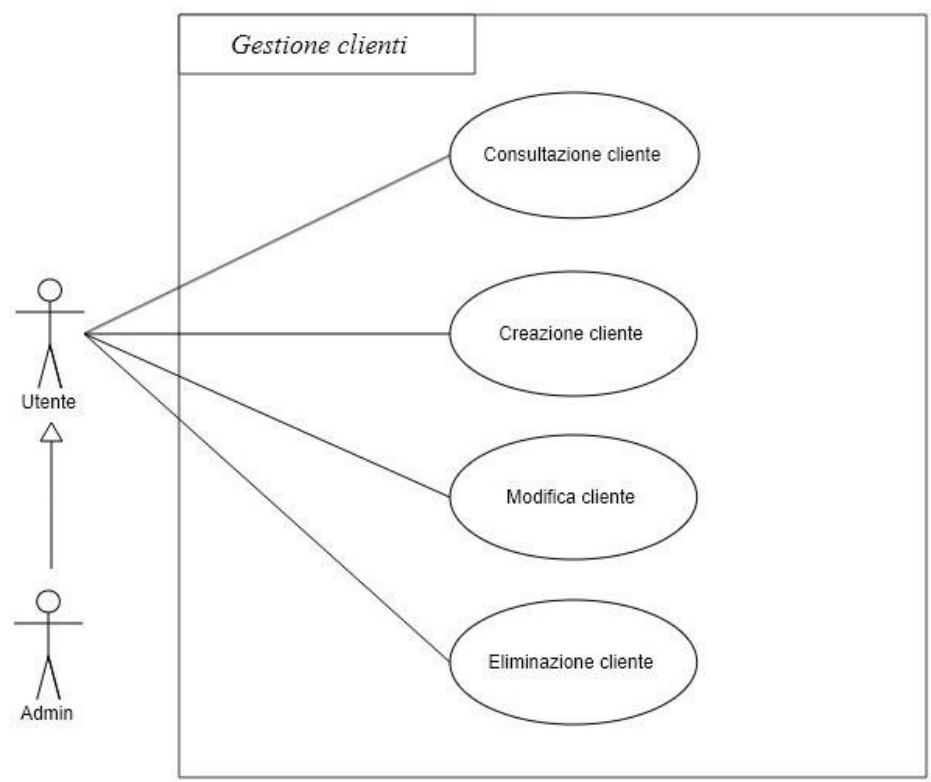 Gestione clienti
Consultazione cliente
Creazione cliente
Utente
Modifica cliente
Eliminazione cliente
Admin